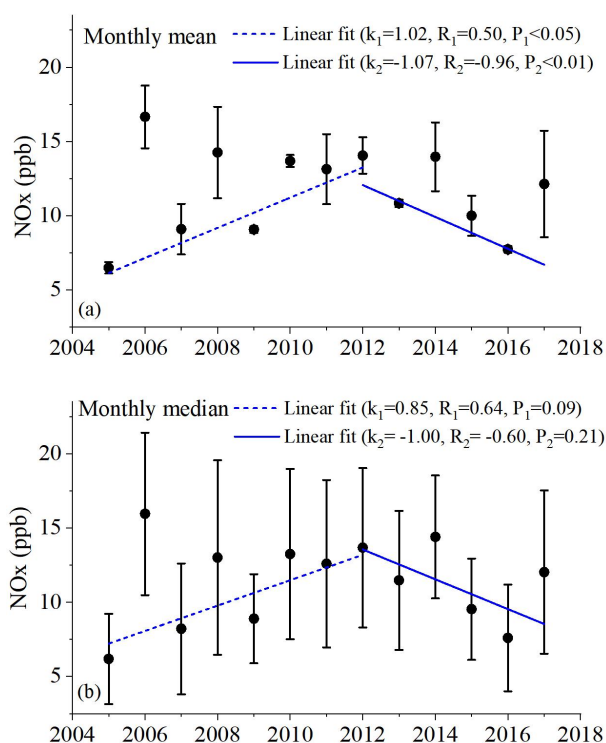 Monthly mean
Linear fit (k₁=1.02, R₁=0.50, P₁<0.05)
Linear fit (k₂=-1.07, R₂=-0.96, P₂<0.01)
NOx (ppb)
20
15
10
5
(a)
2004 2006 2008 2010 2012 2014 2016 2018
Monthly median
Linear fit (k₁=0.85, R₁=0.64, P₁=0.09)
Linear fit (k₂= -1.00, R₂= -0.60, P₂=0.21)
NOx (ppb)
20
15
10
5
(b)
2004 2006 2008 2010 2012 2014 2016 2018